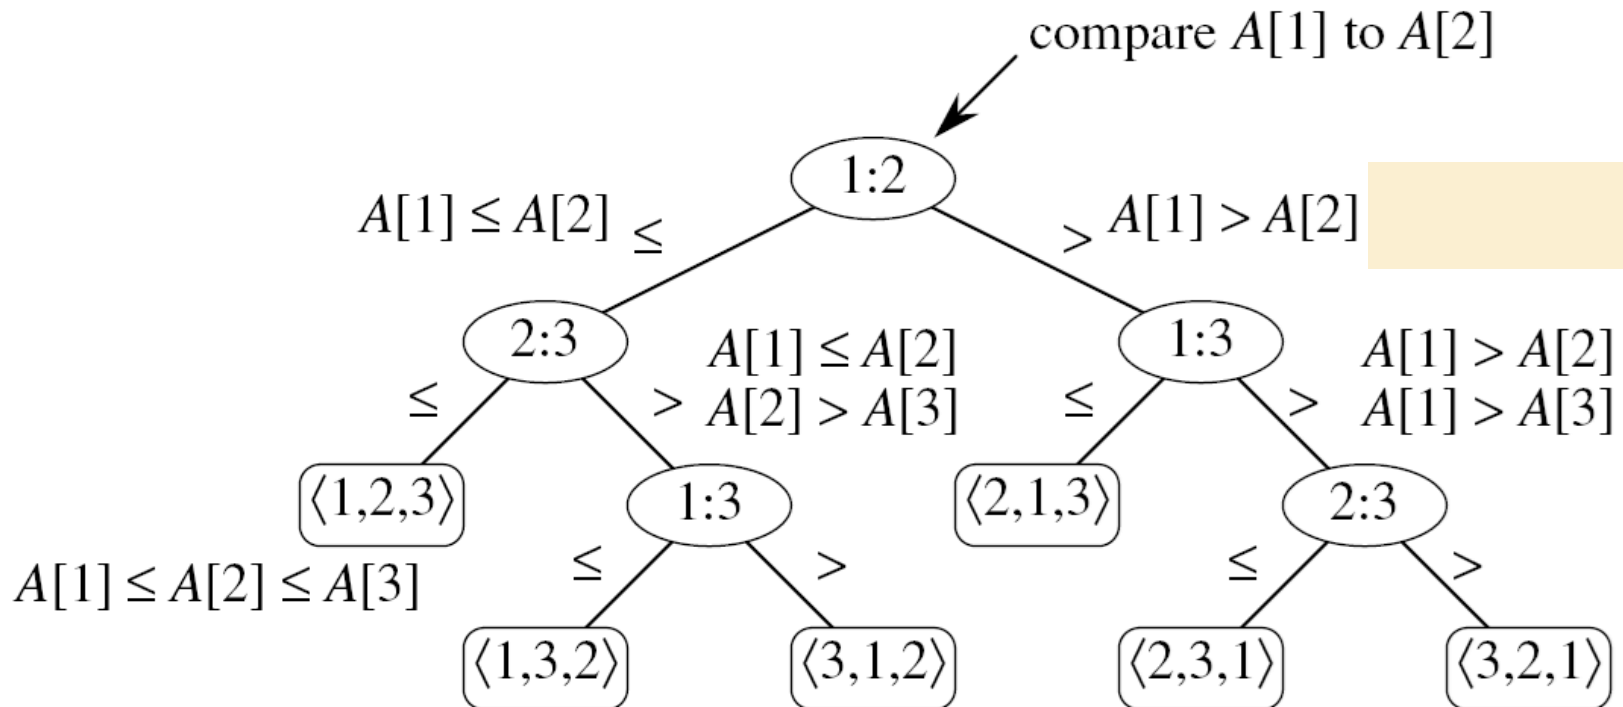 compare A[1] to A[2]
1:2
A[1] ≤ A[2] ≤
> A[1] > A[2]
2:3
1:3
≤
> A[1] ≤ A[2]
A[2] > A[3]
≤
> A[1] > A[2]
A[1] > A[3]
⟨1,2,3⟩
1:3
⟨2,1,3⟩
2:3
A[1] ≤ A[2] ≤ A[3]
≤
>
≤
>
⟨1,3,2⟩
⟨3,1,2⟩
⟨2,3,1⟩
⟨3,2,1⟩